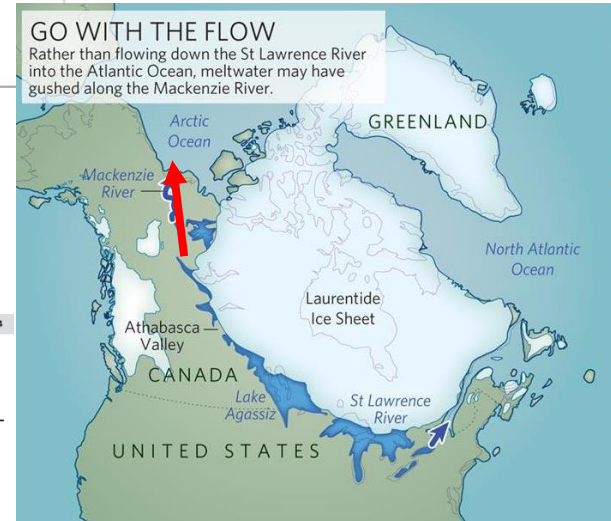 GO WITH THE FLOW
Rather than flowing down the St Lawrence River
into the Atlantic Ocean, meltwater may have
gushed along the Mackenzie River.
Arctic
Ocean
GREENLAND
Mackenzie
River
North Atlantic
Ocean
Laurentide
Ice Sheet
Athabasca
Valley
CANADA
Lake
Agassiz
St Lawrence
River
UNITED STATES